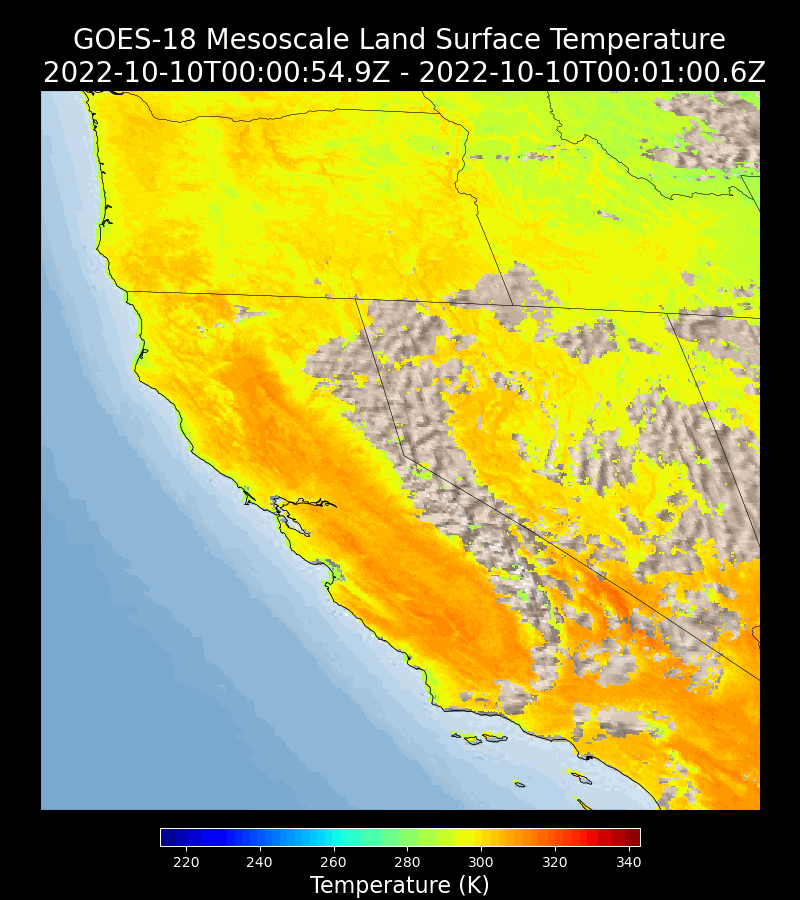 GOES-18 Mesoscale Land Surface Temperature
2022-10-10T00:00:54.9Z - 2022-10-10T00:01:00.6Z
220 240 260 280 300 320 340
Temperature (K)